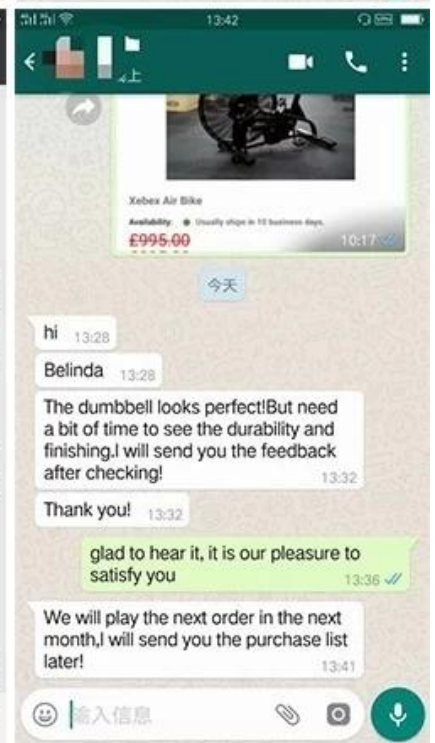 13:42
上
Xebex Air Bike
Availability: Usually ships in 10 business days.
£995.00
10:17
今天
hi 13:28
Belinda 13:28
The dumbbell looks perfect!But need
a bit of time to see the durability and
finishing.I will send you the feedback
after checking!
13:32
Thank you! 13:32
glad to hear it, it is our pleasure to
satisfy you
13:36
We will play the next order in the next
month,I will send you the purchase list
later!
13:41
输入信息